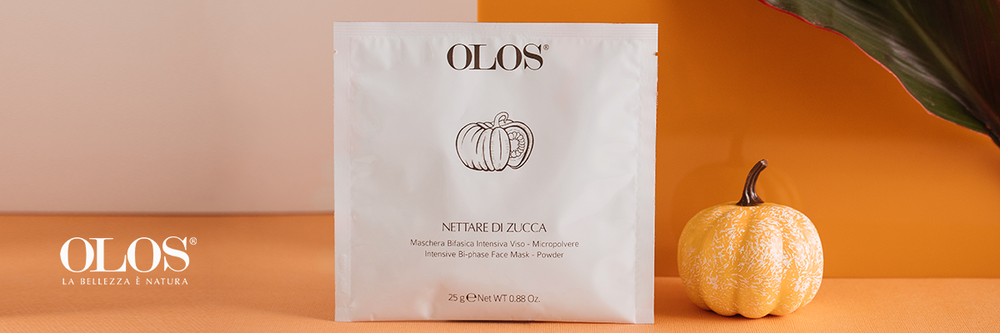 OLOS®
NETTARE DI ZUCCA
Maschera Bifasica Intensiva Viso - Micropolvere
Intensive Bi-phase Face Mask - Powder
25 g ℮ Net WT 0.88 Oz.
OLOS®
LA BELLEZZA È NATURA